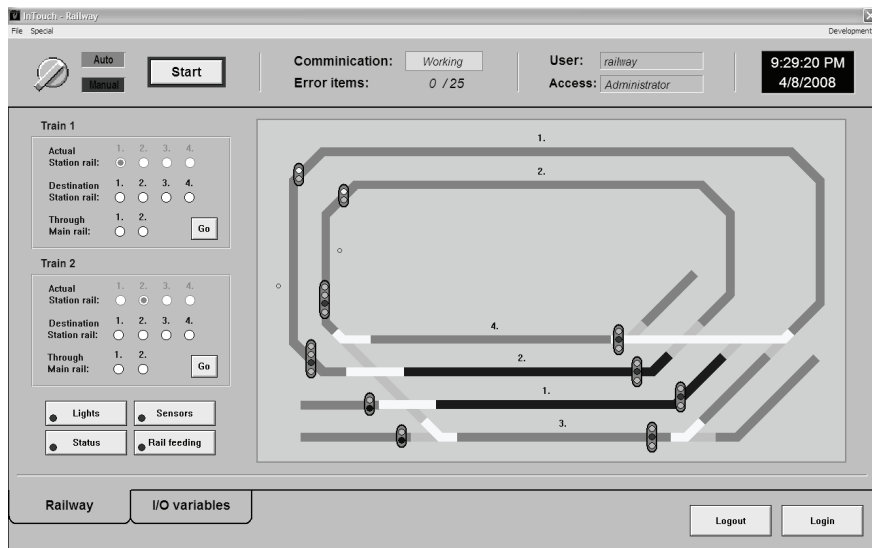 InTouch - Railway
File Special Development
Auto
Manual
Start
Comminication: Working
Error items: 0 / 25
User: railway
Access: Administrator
9:29:20 PM
4/8/2008
Train 1
Actual 1. 2. 3. 4.
Station rail:
Destination 1. 2. 3. 4.
Station rail:
Through 1. 2.
Main rail:
Go
Train 2
Actual 1. 2. 3. 4.
Station rail:
Destination 1. 2. 3. 4.
Station rail:
Through 1. 2.
Main rail:
Go
Lights Sensors
Status Rail feeding
1.
2.
4.
2.
1.
3.
Railway I/O variables
Logout Login